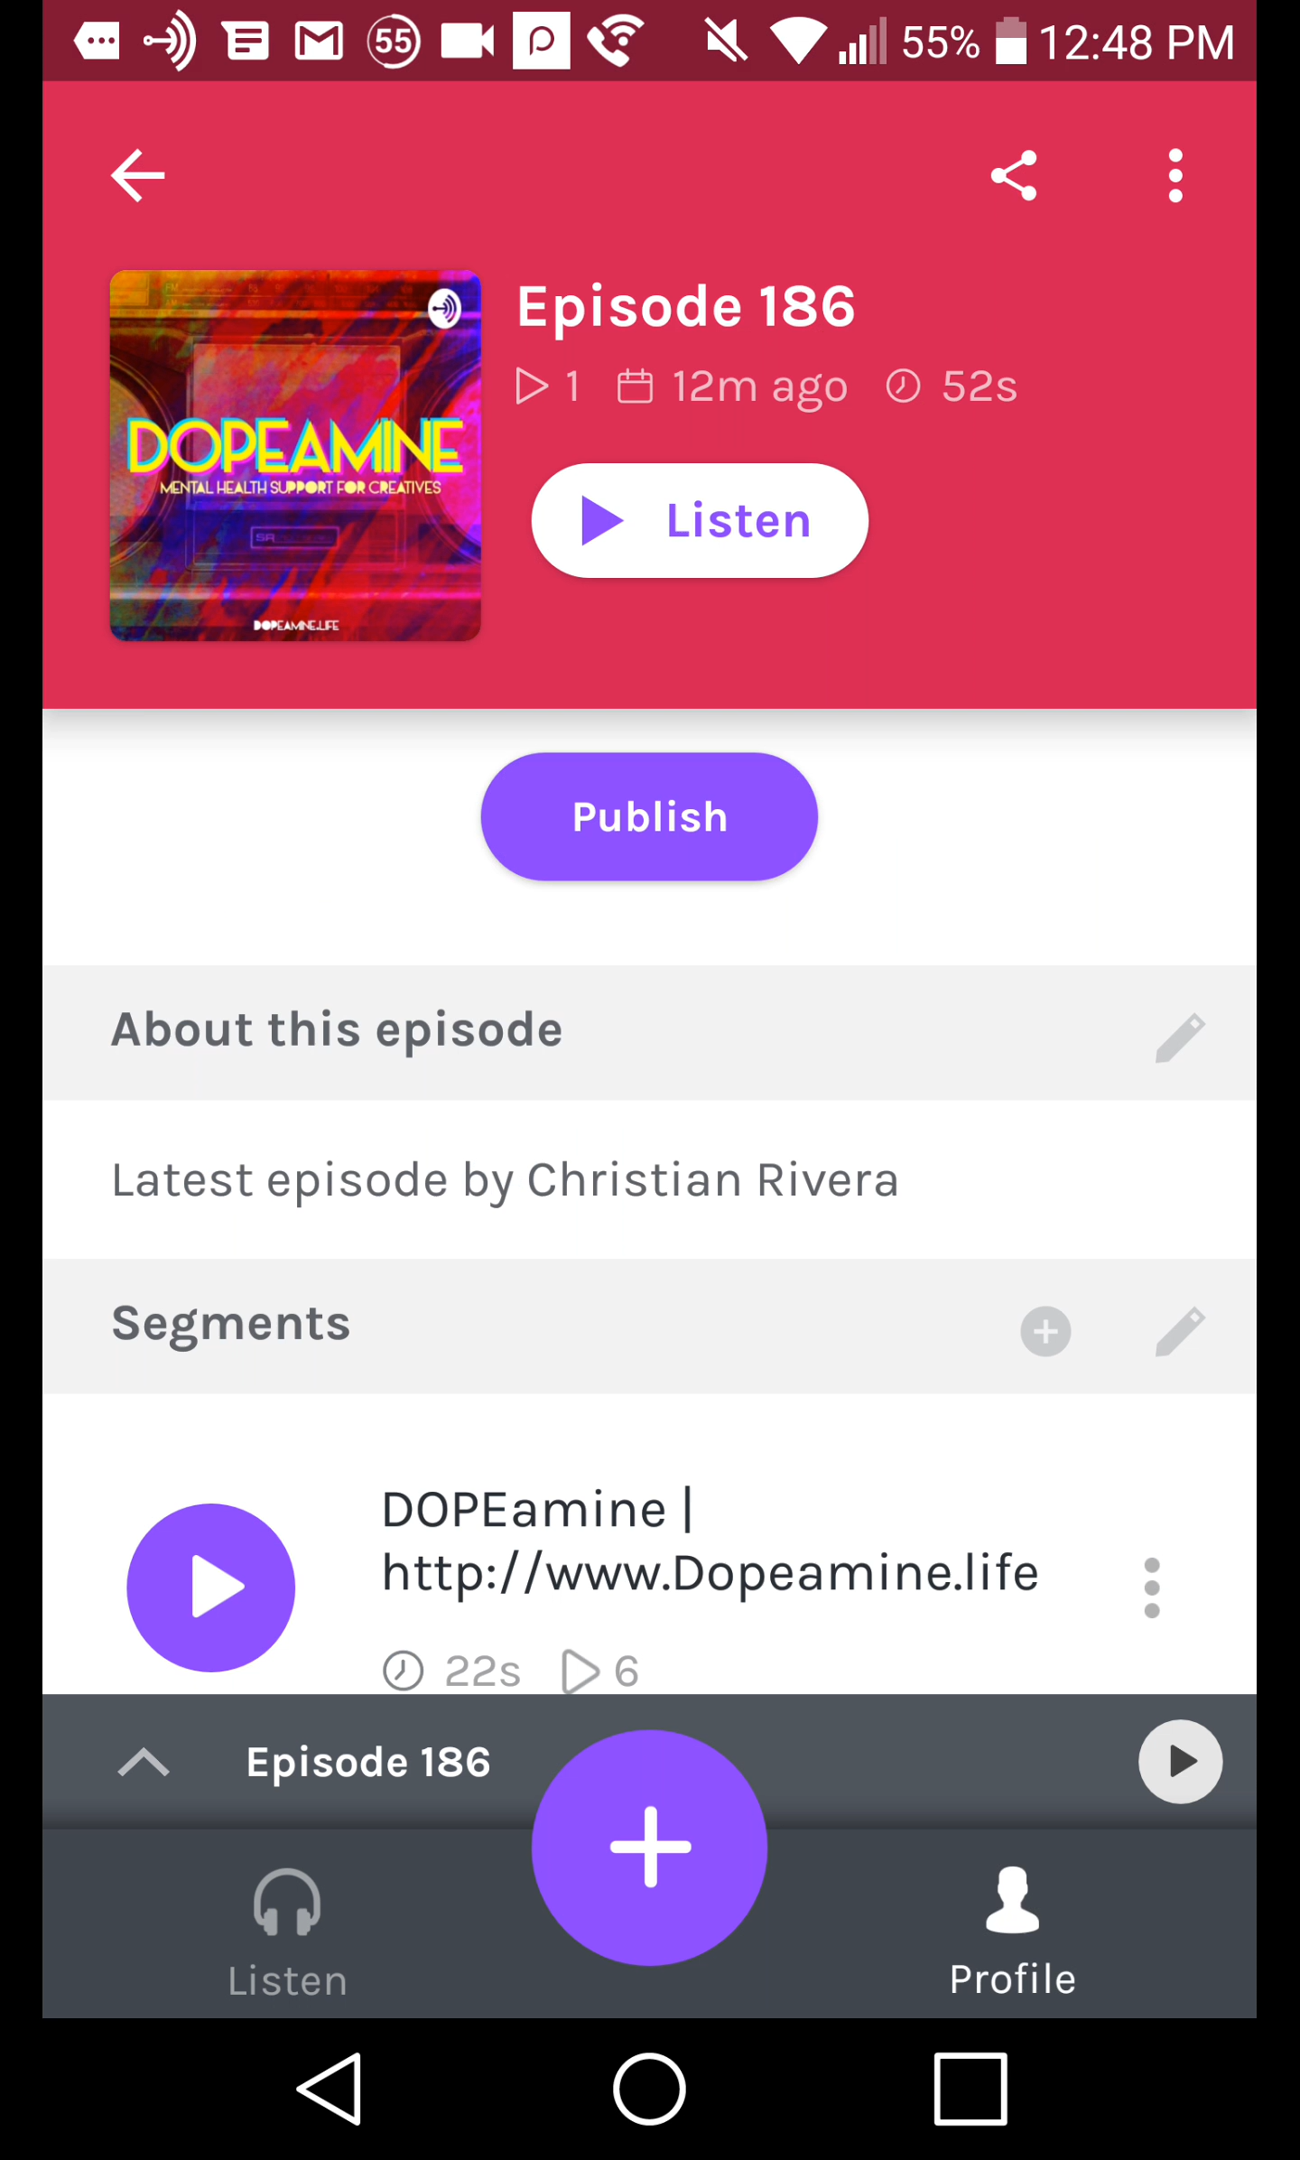 55 55% 12:48 PM
Episode 186
1 12m ago 52s
DOPEAMINE
MENTAL HEALTH SUPPORT FOR CREATIVES
SR
DOPEAMINE.LIFE
Listen
Publish
About this episode
Latest episode by Christian Rivera
Segments
DOPEamine |
http://www.Dopeamine.life
22s 6
Episode 186
Listen
Profile